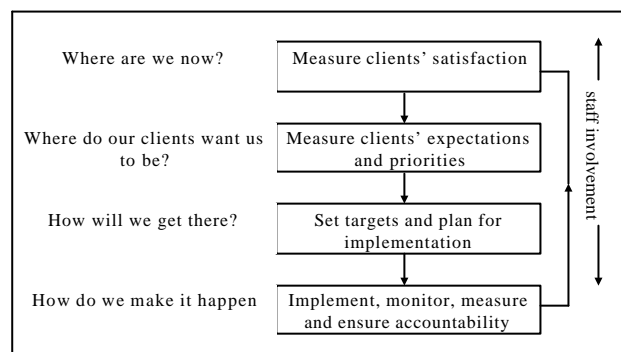 Where are we now?
Measure clients’ satisfaction
Where do our clients want us
to be?
Measure clients’ expectations
and priorities
How will we get there?
Set targets and plan for
implementation
How do we make it happen
Implement, monitor, measure
and ensure accountability
staff involvement